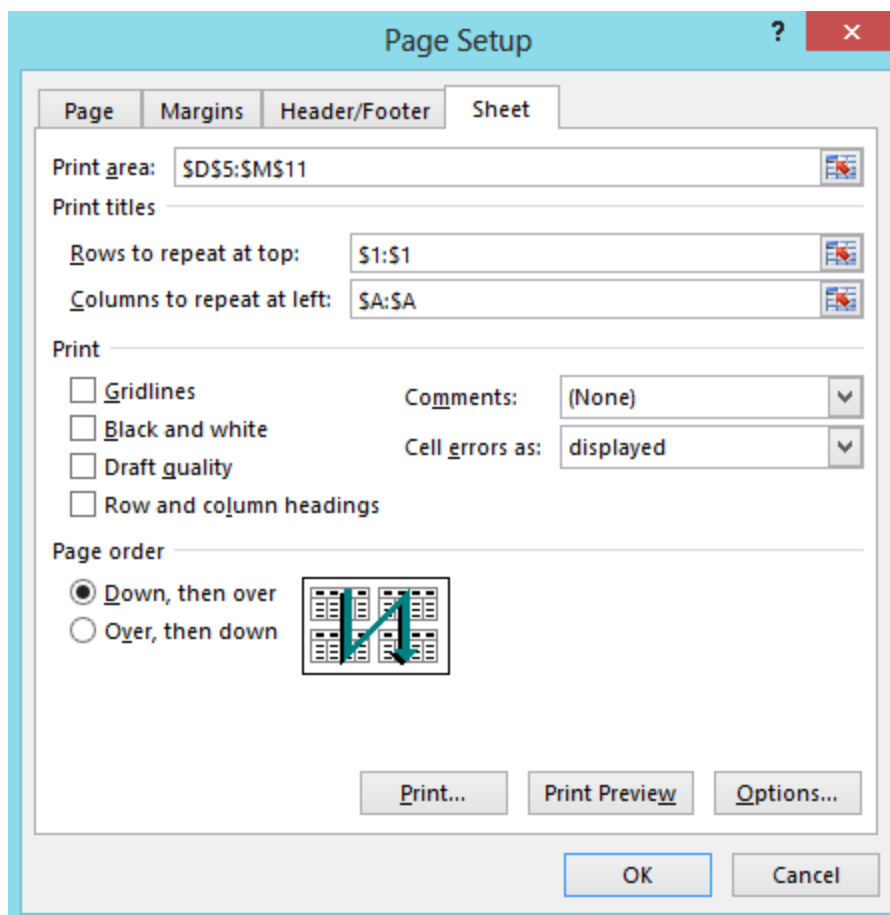 Page Setup ?
Page Margins Header/Footer Sheet
Print area: $D$5:$M$11
Print titles
Rows to repeat at top: $1:$1
Columns to repeat at left: $A:$A
Print
Gridlines Comments: (None)
Black and white Cell errors as: displayed
Draft quality
Row and column headings
Page order
Down, then over
Over, then down
Print... Print Preview Options...
OK Cancel